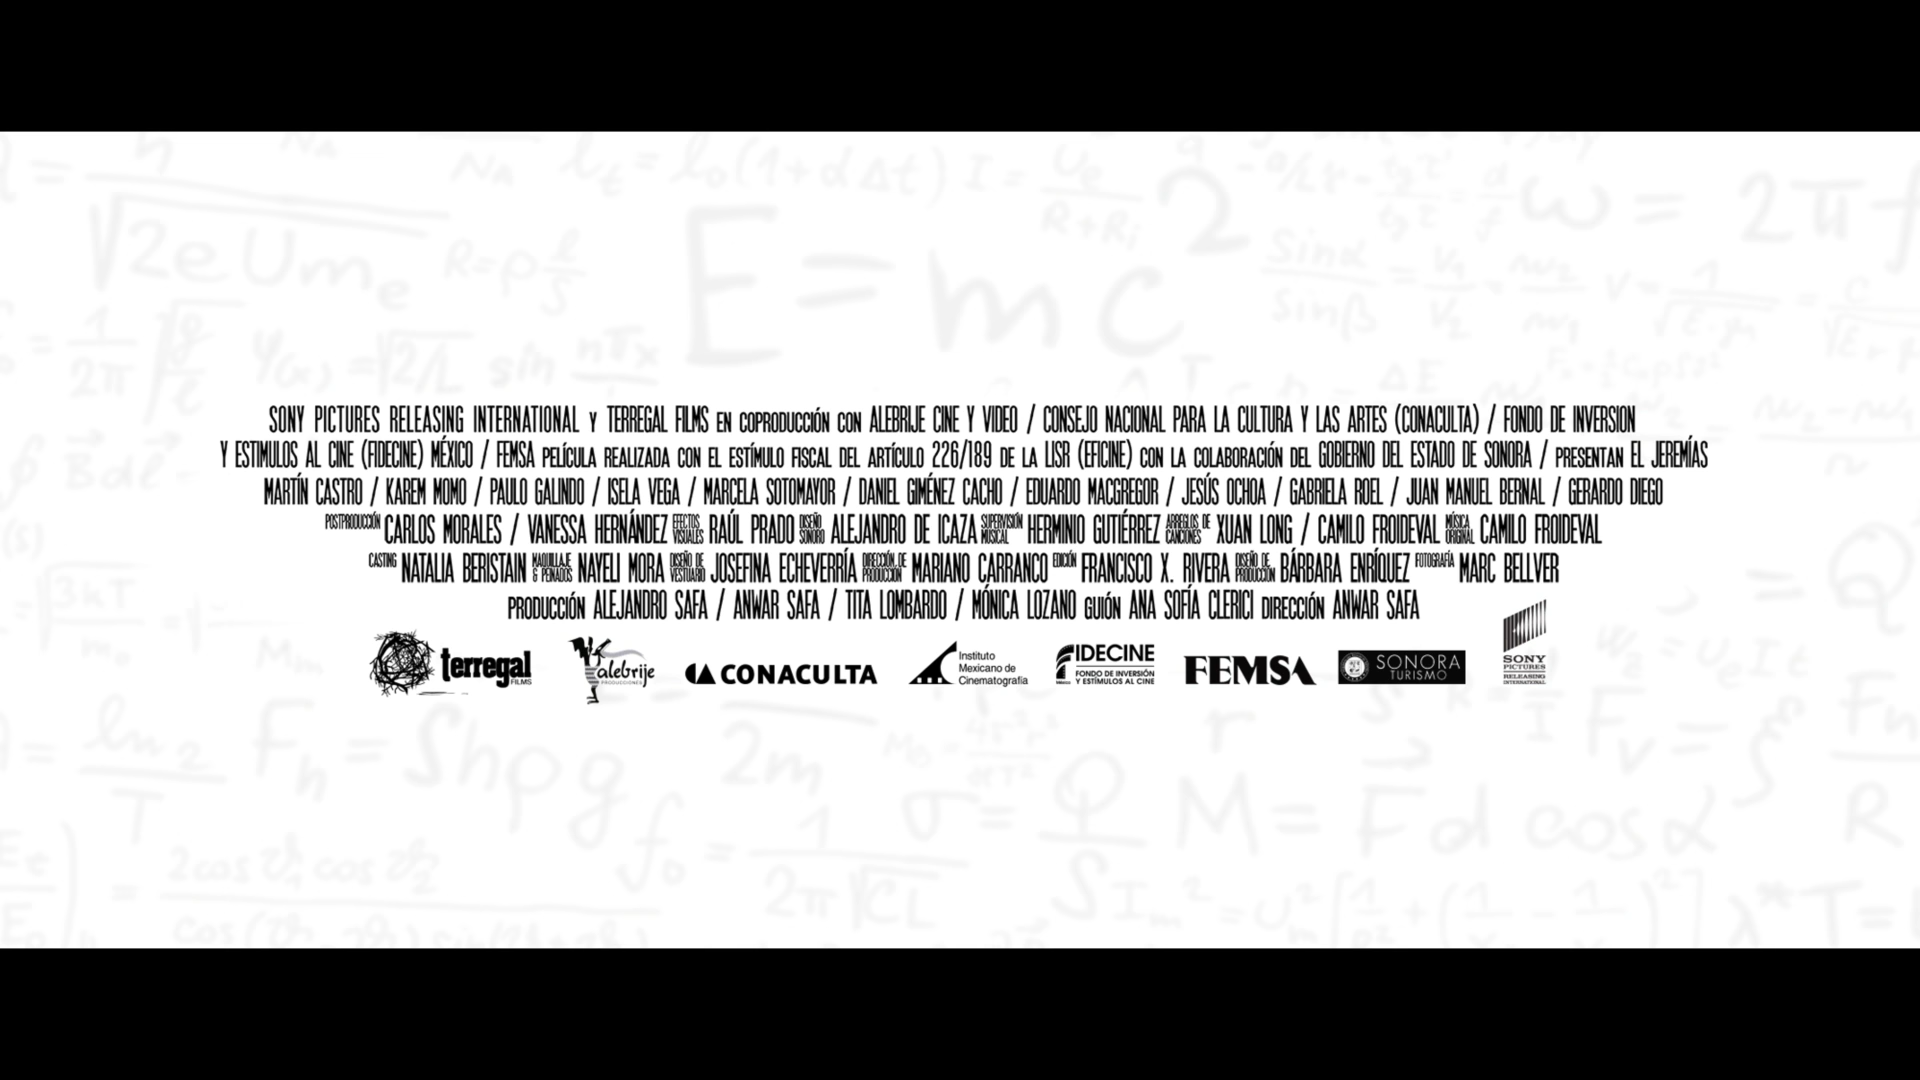 SONY PICTURES RELEASING INTERNATIONAL Y TERREGAL FILMS EN COPRODUCCIÓN CON ALEBRIJE CINE Y VIDEO / CONSEJO NACIONAL PARA LA CULTURA Y LAS ARTES (CONACULTA) / FONDO DE INVERSION
Y ESTIMULOS AL CINE (FIDECINE) MÉXICO / FEMSA PELÍCULA REALIZADA CON EL ESTÍMULO FISCAL DEL ARTÍCULO 226/189 DE LA LISR (EFICINE) CON LA COLABORACIÓN DEL GOBIERNO DEL ESTADO DE SONORA / PRESENTAN EL JEREMÍAS
MARTÍN CASTRO / KAREM MOMO / PAULO GALINDO / ISELA VEGA / MARCELA SOTOMAYOR / DANIEL GIMÉNEZ CACHO / EDUARDO MACGREGOR / JESÚS OCHOA / GABRIELA ROEL / JUAN MANUEL BERNAL / GERARDO DIEGO
POSTPRODUCCIÓN CARLOS MORALES / VANESSA HERNÁNDEZ EFECTOS VISUALES RAÚL PRADO DISEÑO SONORO ALEJANDRO DE ICAZA SUPERVISIÓN MUSICAL HERMINIO GUTIÉRREZ ARREGLOS DE CANCIONES XUAN LONG / CAMILO FROIDEVAL MÚSICA ORIGINAL CAMILO FROIDEVAL
CASTING NATALIA BERISTAIN MAQUILLAJE & PEINADOS NAYELI MORA DISEÑO DE VESTUARIO JOSEFINA ECHEVERRÍA DIRECCIÓN DE PRODUCCIÓN MARIANO CARRANCO EDICIÓN FRANCISCO X. RIVERA DISEÑO DE PRODUCCIÓN BÁRBARA ENRÍQUEZ FOTOGRAFÍA MARC BELLVER
PRODUCCIÓN ALEJANDRO SAFA / ANWAR SAFA / TITA LOMBARDO / MÓNICA LOZANO GUIÓN ANA SOFÍA CLERICI DIRECCIÓN ANWAR SAFA
terregal FILMS
alebrije PRODUCCIONES
CONACULTA
Instituto
Mexicano de
Cinematografía
FIDECINE
FONDO DE INVERSIÓN
Y ESTÍMULOS AL CINE
MÉXICO
FEMSA
SONORA
TURISMO
SONY
PICTURES
RELEASING
INTERNATIONAL
E=mc²